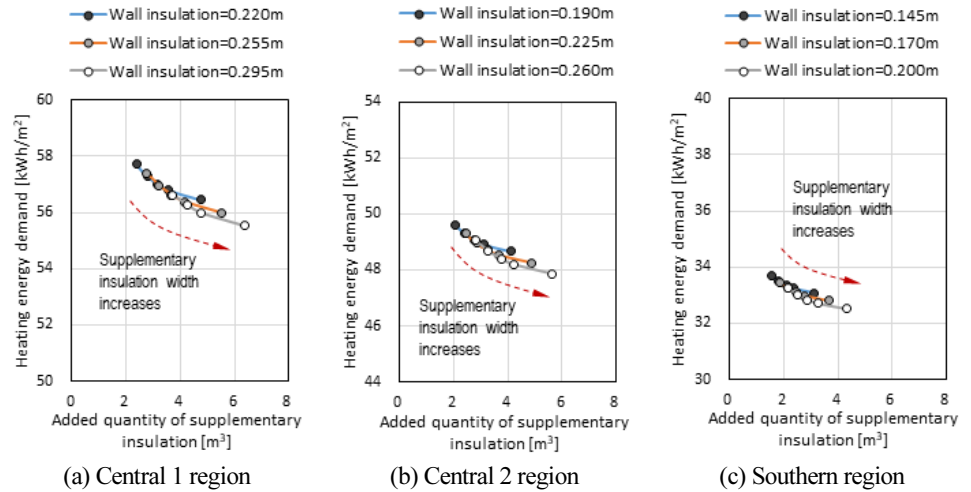 Wall insulation=0.220m
Wall insulation=0.255m
Wall insulation=0.295m
60
58
56
54
52
50
Heating energy demand [kWh/m²]
Supplementary
insulation width
increases
0 2 4 6 8
Added quantity of supplementary
insulation [m³]
(a) Central 1 region
Wall insulation=0.190m
Wall insulation=0.225m
Wall insulation=0.260m
54
52
50
48
46
44
Heating energy demand [kWh/m²]
Supplementary
insulation width
increases
0 2 4 6 8
Added quantity of supplementary
insulation [m³]
(b) Central 2 region
Wall insulation=0.145m
Wall insulation=0.170m
Wall insulation=0.200m
40
38
36
34
32
30
Heating energy demand [kWh/m²]
Supplementary
insulation width
increases
0 2 4 6 8
Added quantity of supplementary
insulation [m³]
(c) Southern region